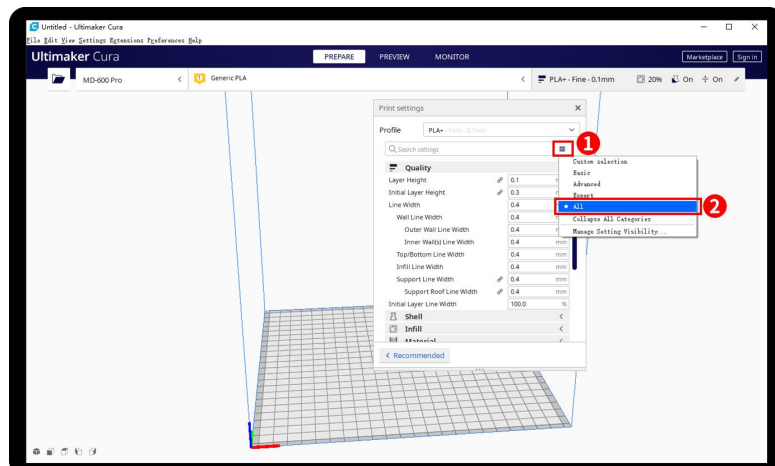 Untitled - Ultimaker Cura
File Edit View Settings Extensions Preferences Help
Ultimaker Cura PREPARE PREVIEW MONITOR Marketplace Sign in
MD-600 Pro Generic PLA PLA+ - Fine - 0.1mm 20% On On
Print settings
Profile PLA+ Fine - 0.1mm
Search settings 1
Custom selection
Quality
Basic
Layer Height 0.1
Advanced
Initial Layer Height 0.3
Expert
Line Width 0.4
All 2
Wall Line Width 0.4
Collapse All Categories
Outer Wall Line Width 0.4
Manage Setting Visibility...
Inner Wall(s) Line Width 0.4 mm
Top/Bottom Line Width 0.4 mm
Infill Line Width 0.4 mm
Support Line Width 0.4 mm
Support Roof Line Width 0.4 mm
Initial Layer Line Width 100.0 %
Shell
Infill
Material
Recommended